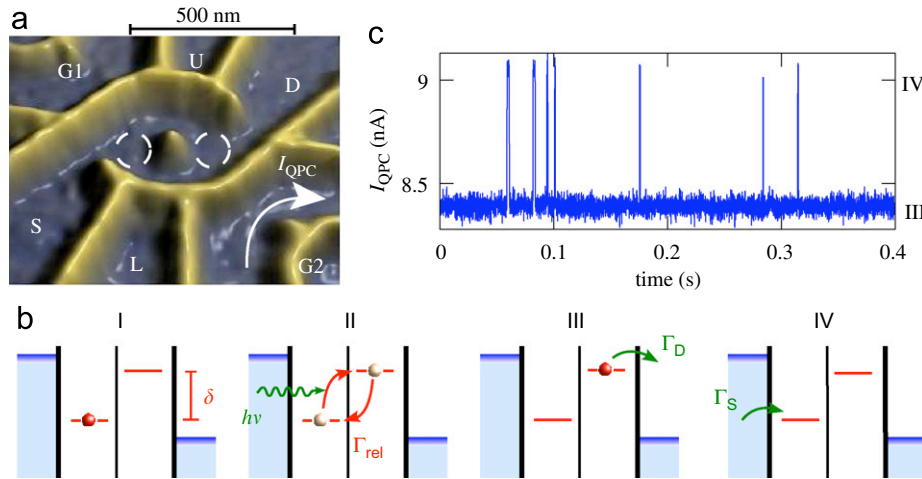 a
500 nm
G1
U
D
I_QPC
S
L
G2
c
I_QPC (nA)
9
8.5
IV
III
0
0.1
0.2
0.3
0.4
time (s)
b
I
II
III
IV
δ
hν
Γ_rel
Γ_D
Γ_S